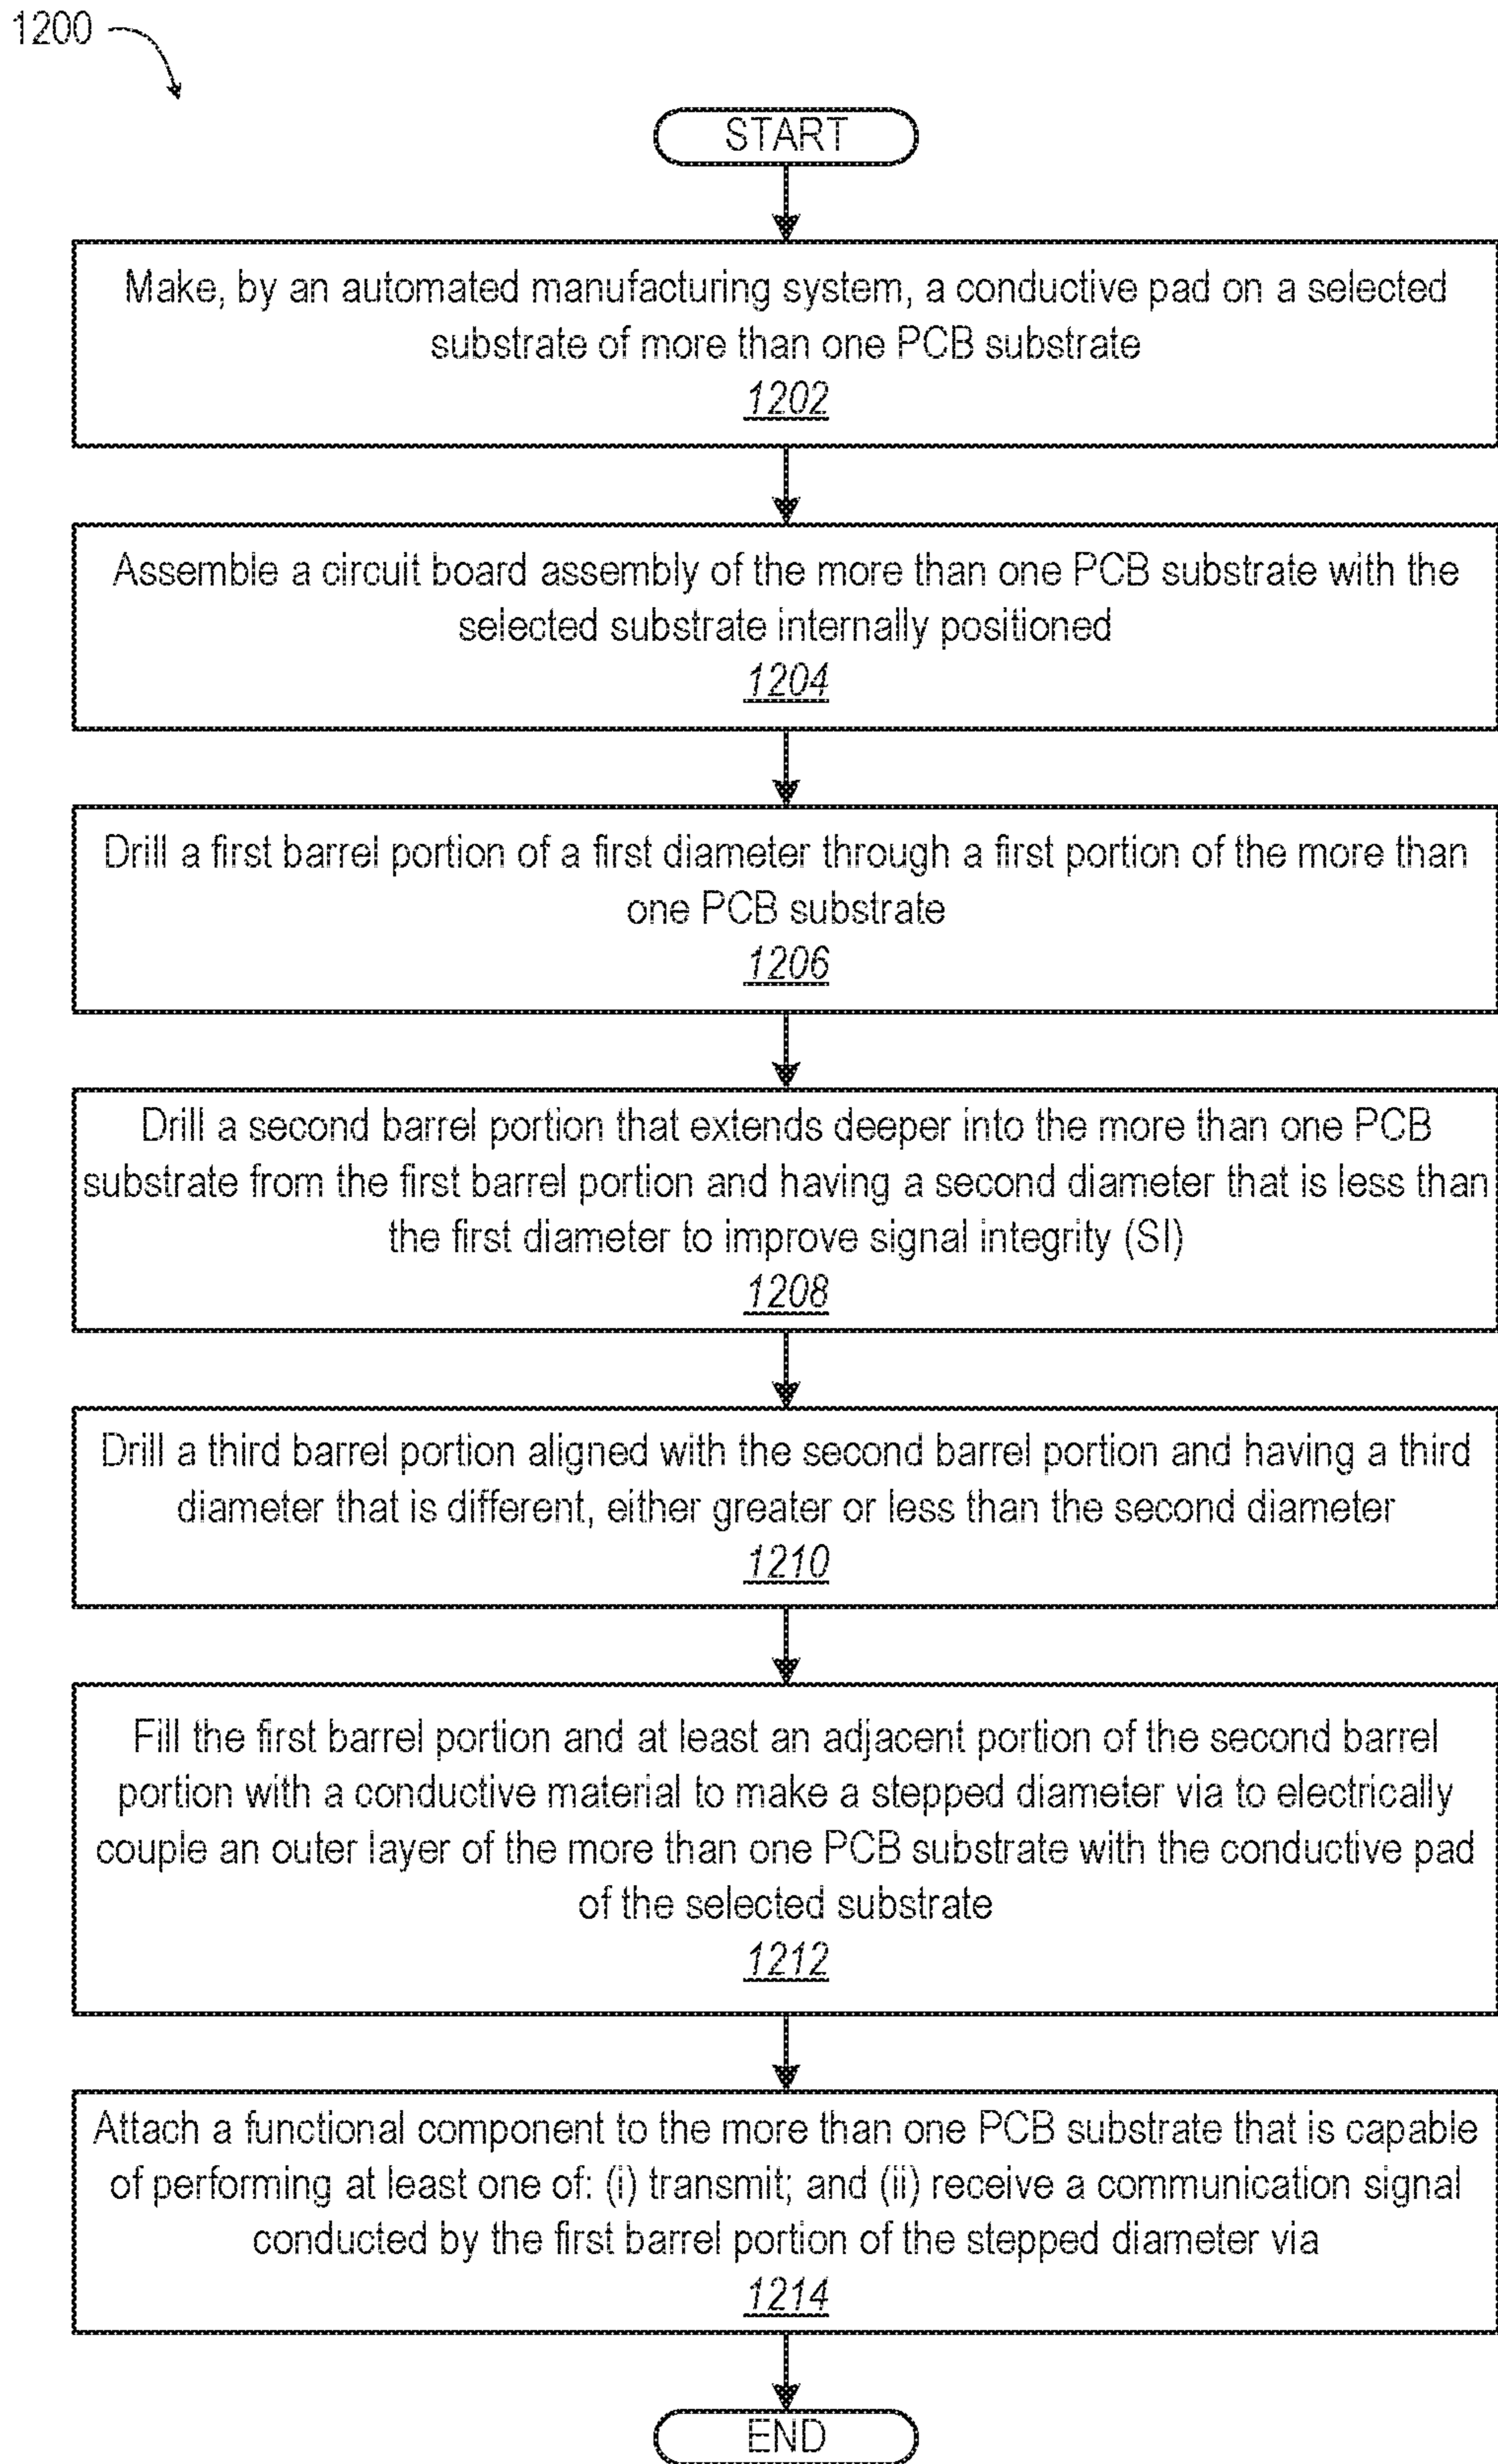 1200
START
Make, by an automated manufacturing system, a conductive pad on a selected
substrate of more than one PCB substrate
1202
Assemble a circuit board assembly of the more than one PCB substrate with the
selected substrate internally positioned
1204
Drill a first barrel portion of a first diameter through a first portion of the more than
one PCB substrate
1206
Drill a second barrel portion that extends deeper into the more than one PCB
substrate from the first barrel portion and having a second diameter that is less than
the first diameter to improve signal integrity (SI)
1208
Drill a third barrel portion aligned with the second barrel portion and having a third
diameter that is different, either greater or less than the second diameter
1210
Fill the first barrel portion and at least an adjacent portion of the second barrel
portion with a conductive material to make a stepped diameter via to electrically
couple an outer layer of the more than one PCB substrate with the conductive pad
of the selected substrate
1212
Attach a functional component to the more than one PCB substrate that is capable
of performing at least one of: (i) transmit; and (ii) receive a communication signal
conducted by the first barrel portion of the stepped diameter via
1214
END